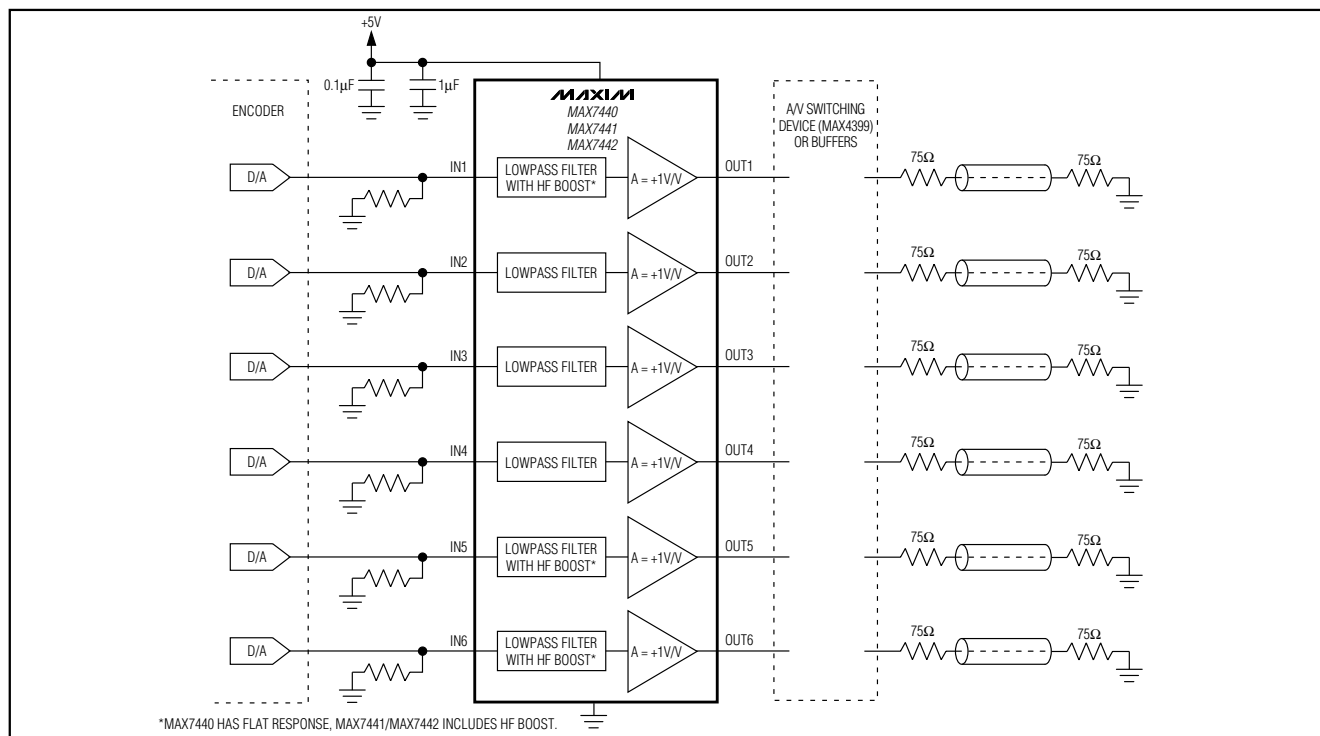 +5V
0.1µF
1µF
ENCODER
MAXIM
MAX7440
MAX7441
MAX7442
A/V SWITCHING
DEVICE (MAX4399)
OR BUFFERS
D/A
IN1
LOWPASS FILTER
WITH HF BOOST*
A = +1V/V
OUT1
75Ω
75Ω
D/A
IN2
LOWPASS FILTER
A = +1V/V
OUT2
75Ω
75Ω
D/A
IN3
LOWPASS FILTER
A = +1V/V
OUT3
75Ω
75Ω
D/A
IN4
LOWPASS FILTER
A = +1V/V
OUT4
75Ω
75Ω
D/A
IN5
LOWPASS FILTER
WITH HF BOOST*
A = +1V/V
OUT5
75Ω
75Ω
D/A
IN6
LOWPASS FILTER
WITH HF BOOST*
A = +1V/V
OUT6
75Ω
75Ω
*MAX7440 HAS FLAT RESPONSE, MAX7441/MAX7442 INCLUDES HF BOOST.